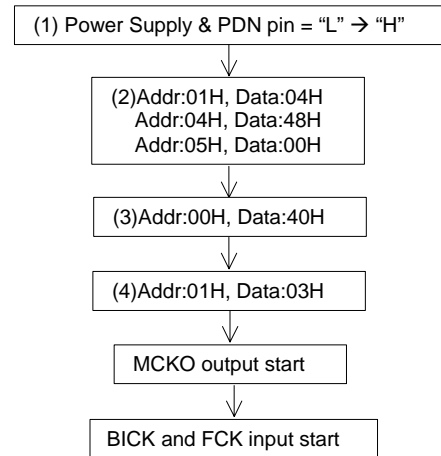 (1) Power Supply & PDN pin = “L” → “H”
(2)Addr:01H, Data:04H
Addr:04H, Data:48H
Addr:05H, Data:00H
(3)Addr:00H, Data:40H
(4)Addr:01H, Data:03H
MCKO output start
BICK and FCK input start